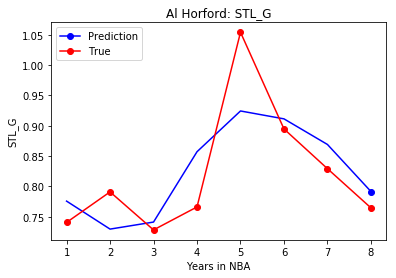 Al Horford: STL_G
Prediction
True
1.05
1.00
0.95
0.90
0.85
0.80
0.75
STL_G
1 2 3 4 5 6 7 8
Years in NBA